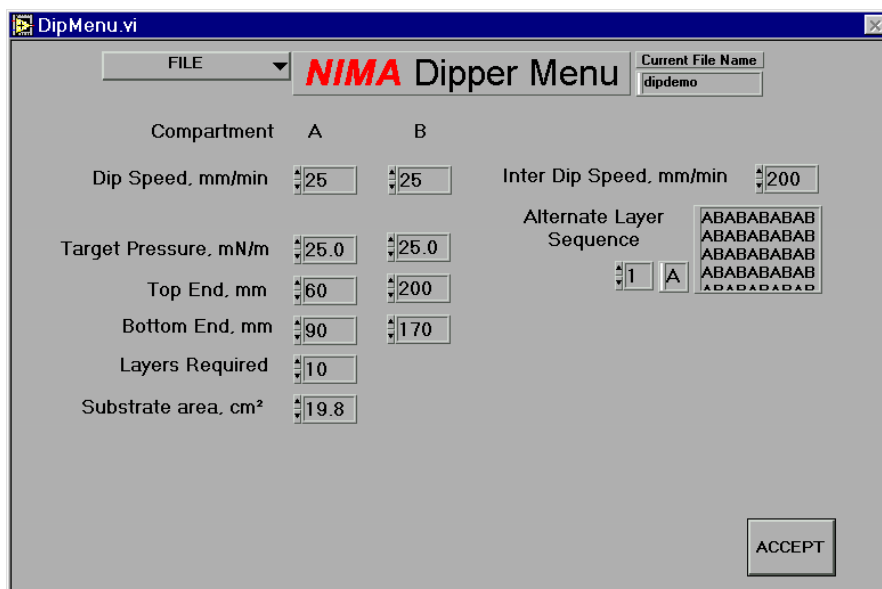 DipMenu.vi
FILE
NIMA Dipper Menu
Current File Name
dipdemo
Compartment A B
Dip Speed, mm/min 25 25
Inter Dip Speed, mm/min 200
Target Pressure, mN/m 25.0 25.0
Top End, mm 60 200
Bottom End, mm 90 170
Layers Required 10
Substrate area, cm² 19.8
Alternate Layer
Sequence
1 A
ABABABABAB
ABABABABAB
ABABABABAB
ABABABABAB
ACCEPT